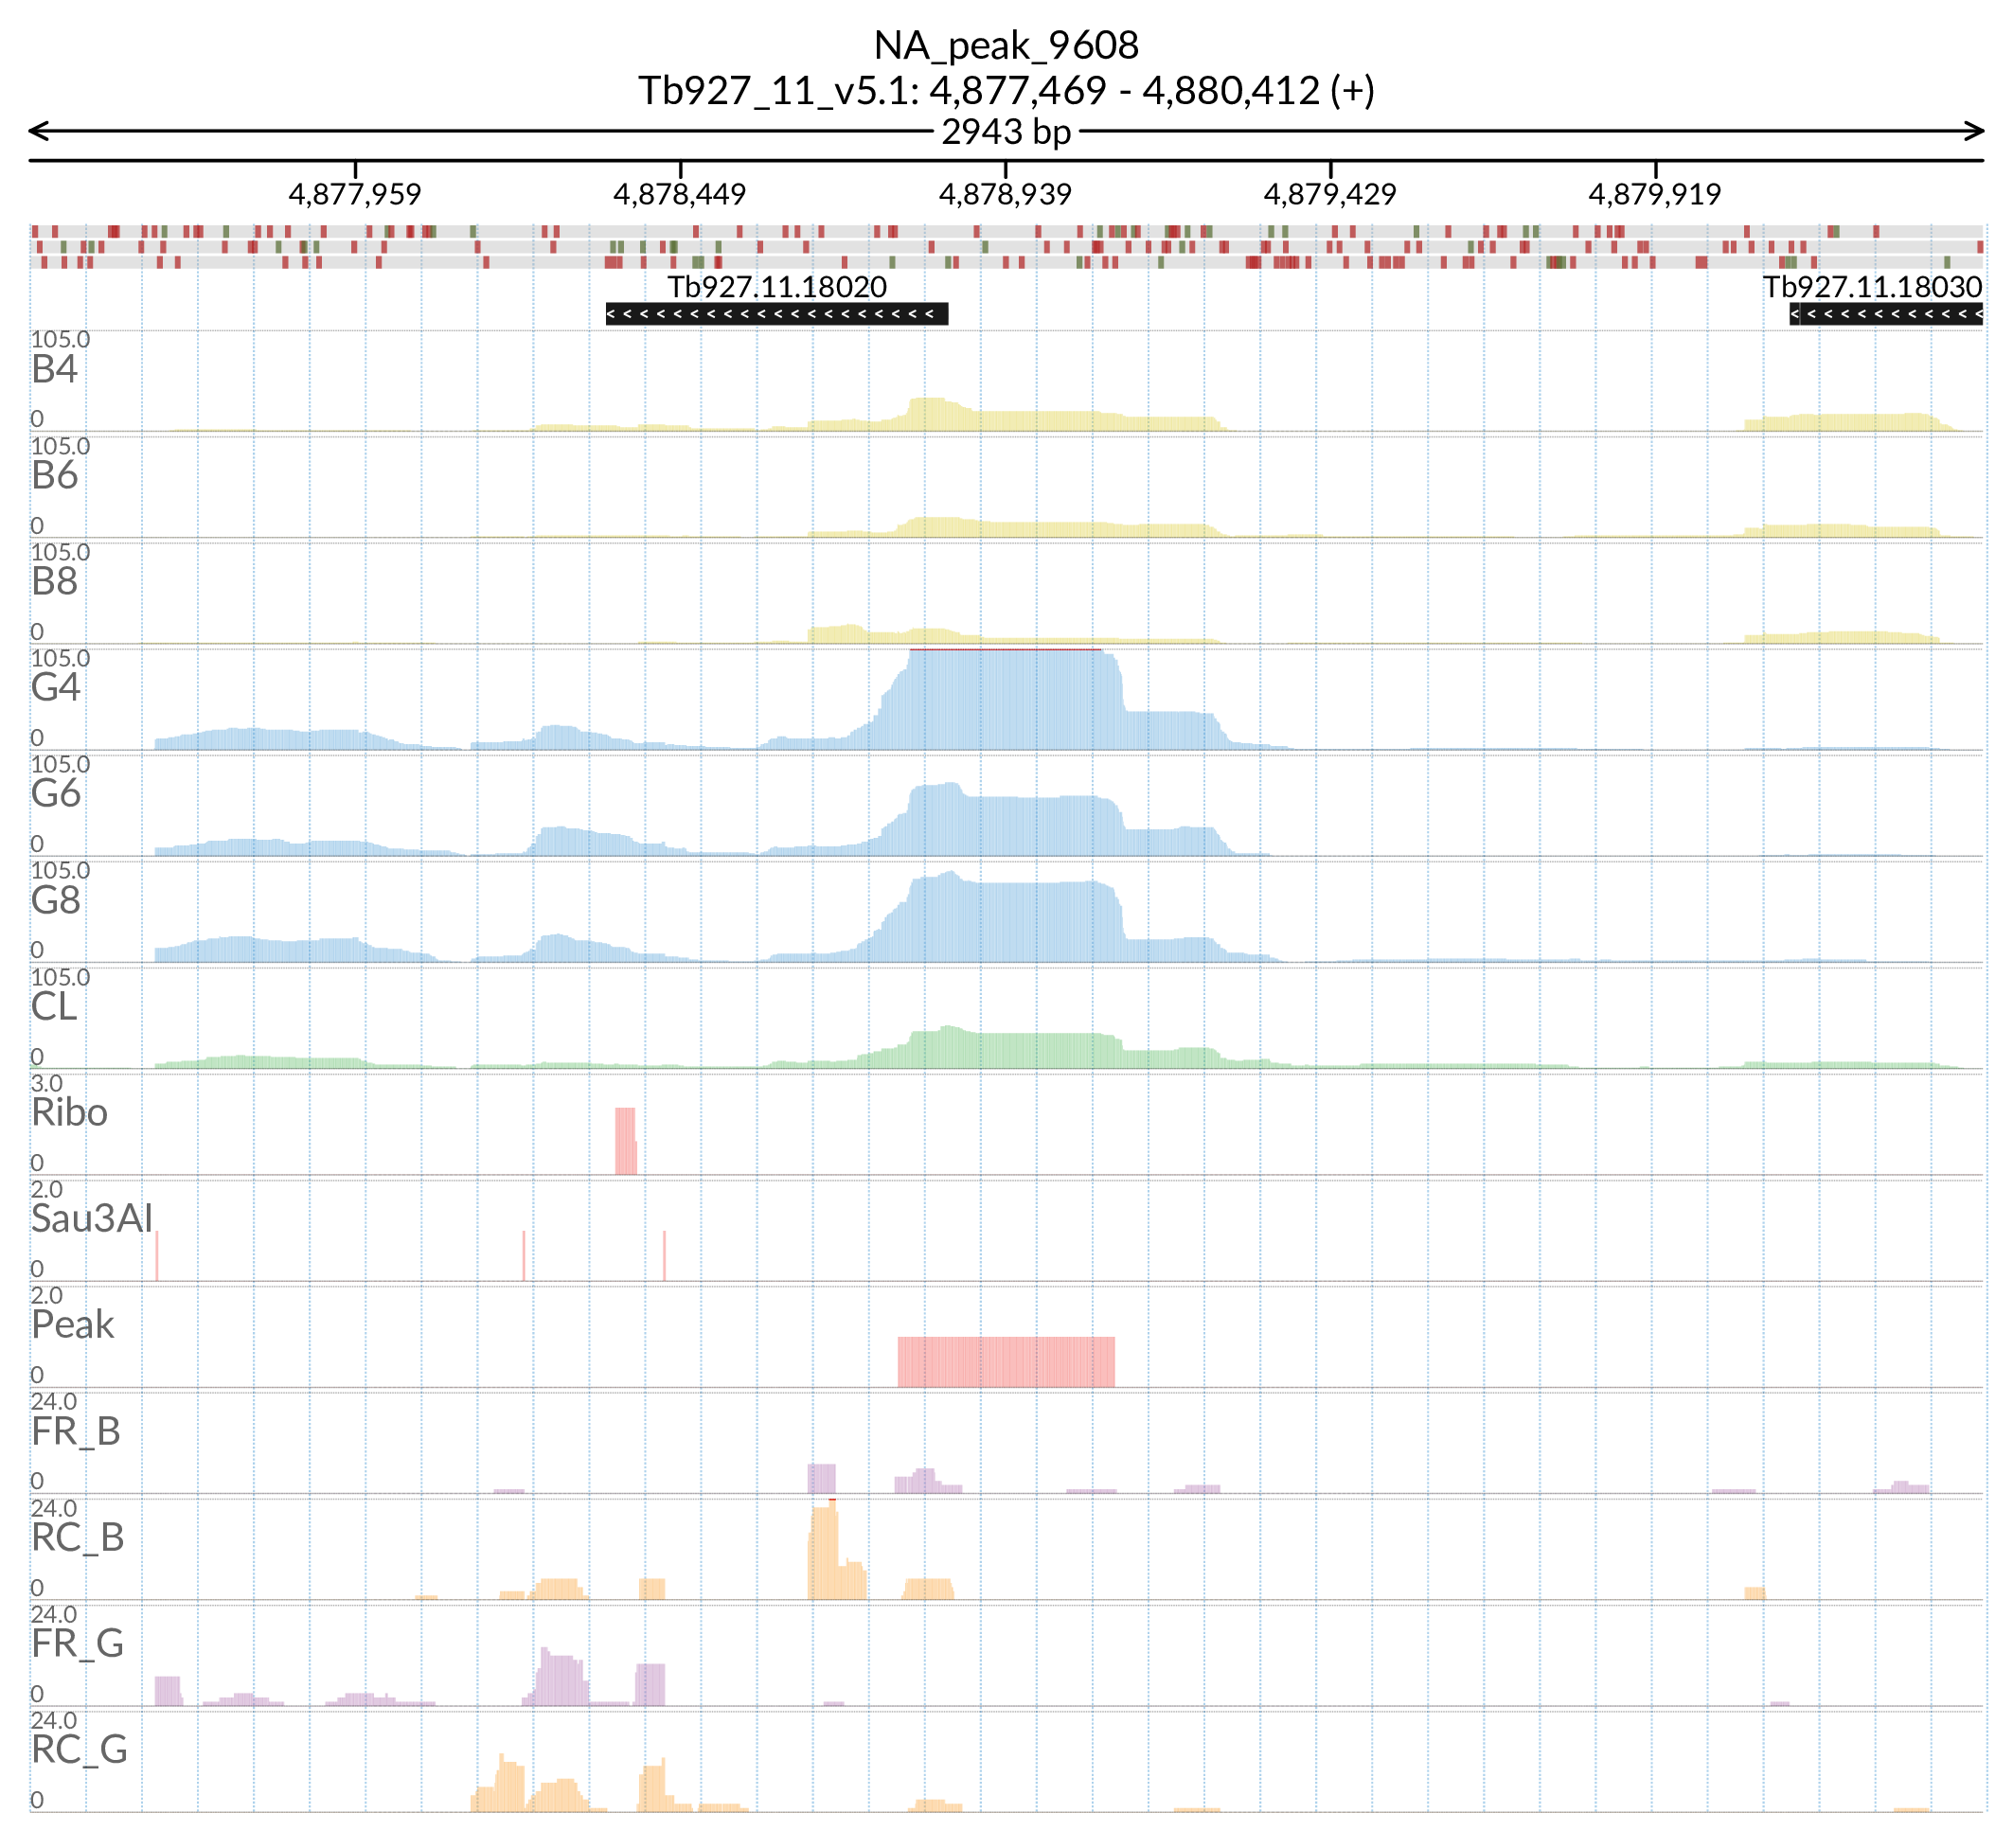 NA_peak_9608
Tb927_11_v5.1: 4,877,469 - 4,880,412 (+)
2943 bp
4,877,959 4,878,449 4,878,939 4,879,429 4,879,919
Tb927.11.18020 Tb927.11.18030
105.0
B4
0
105.0
B6
0
105.0
B8
0
105.0
G4
0
105.0
G6
0
105.0
G8
0
105.0
CL
0
3.0
Ribo
0
2.0
Sau3AI
0
2.0
Peak
0
24.0
FR_B
0
24.0
RC_B
0
24.0
FR_G
0
24.0
RC_G
0